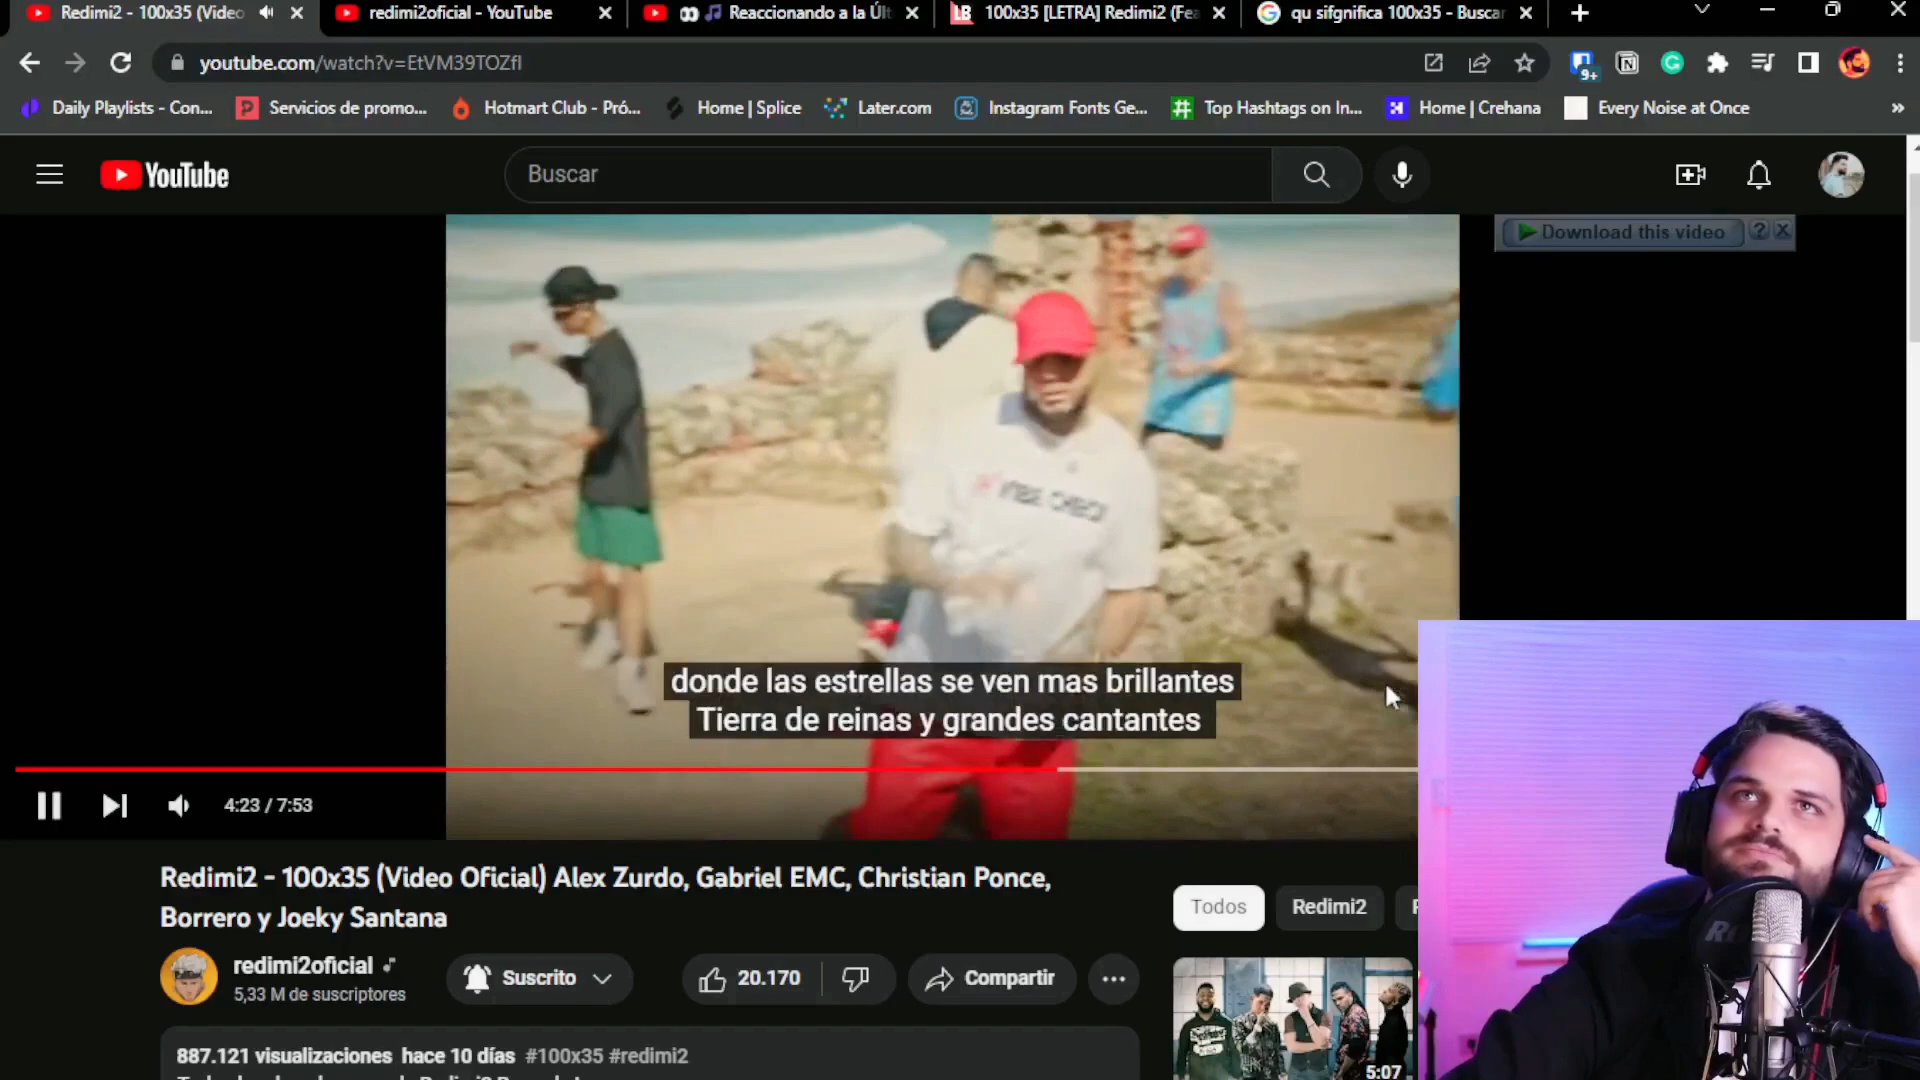 Redimi2 - 100x35 (Video
redimi2oficial - YouTube
Reaccionando a la Últ
LB 100x35 [LETRA] Redimi2 (Fea
qu sifgnifica 100x35 - Buscar
youtube.com/watch?v=EtVM39TOZfI
9+
Daily Playlists - Con...
Servicios de promo...
Hotmart Club - Pró...
Home | Splice
Later.com
Instagram Fonts Ge...
Top Hashtags on In...
Home | Crehana
Every Noise at Once
YouTube
Buscar
Download this video ? X
VIBE CHECK
donde las estrellas se ven mas brillantes
Tierra de reinas y grandes cantantes
4:23 / 7:53
Redimi2 - 100x35 (Video Oficial) Alex Zurdo, Gabriel EMC, Christian Ponce,
Borrero y Joeky Santana
Todos
Redimi2
redimi2oficial
5,33 M de suscriptores
Suscrito
20.170
Compartir
887.121 visualizaciones hace 10 días #100x35 #redimi2
5:07